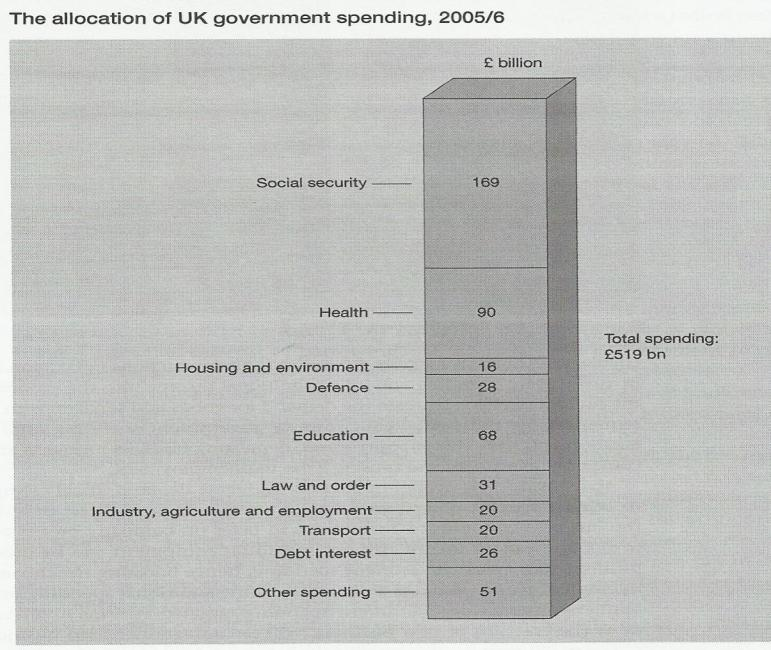 The allocation of UK government spending, 2005/6
£ billion
Social security 169
Health 90
Total spending:
£519 bn
Housing and environment 16
Defence 28
Education 68
Law and order 31
Industry, agriculture and employment 20
Transport 20
Debt interest 26
Other spending 51